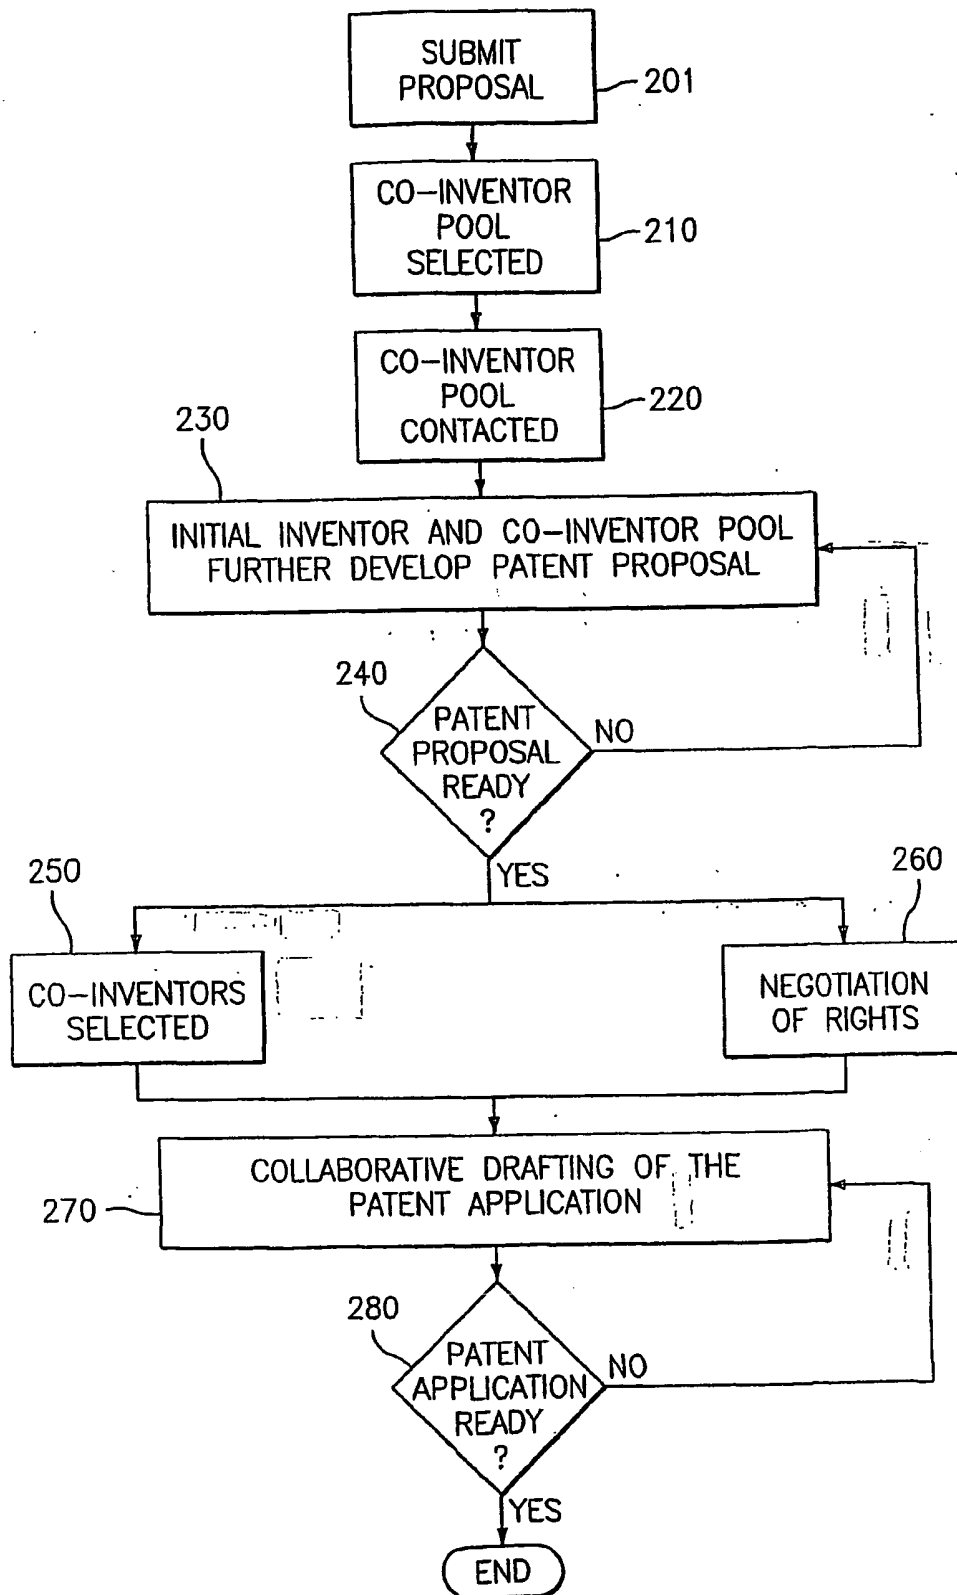 SUBMIT
PROPOSAL
201
CO-INVENTOR
POOL
SELECTED
210
CO-INVENTOR
POOL
CONTACTED
220
230
INITIAL INVENTOR AND CO-INVENTOR POOL
FURTHER DEVELOP PATENT PROPOSAL
240
PATENT
PROPOSAL
READY
?
NO
YES
250
260
CO-INVENTORS
SELECTED
NEGOTIATION
OF RIGHTS
COLLABORATIVE DRAFTING OF THE
PATENT APPLICATION
270
280
PATENT
APPLICATION
READY
?
NO
YES
END